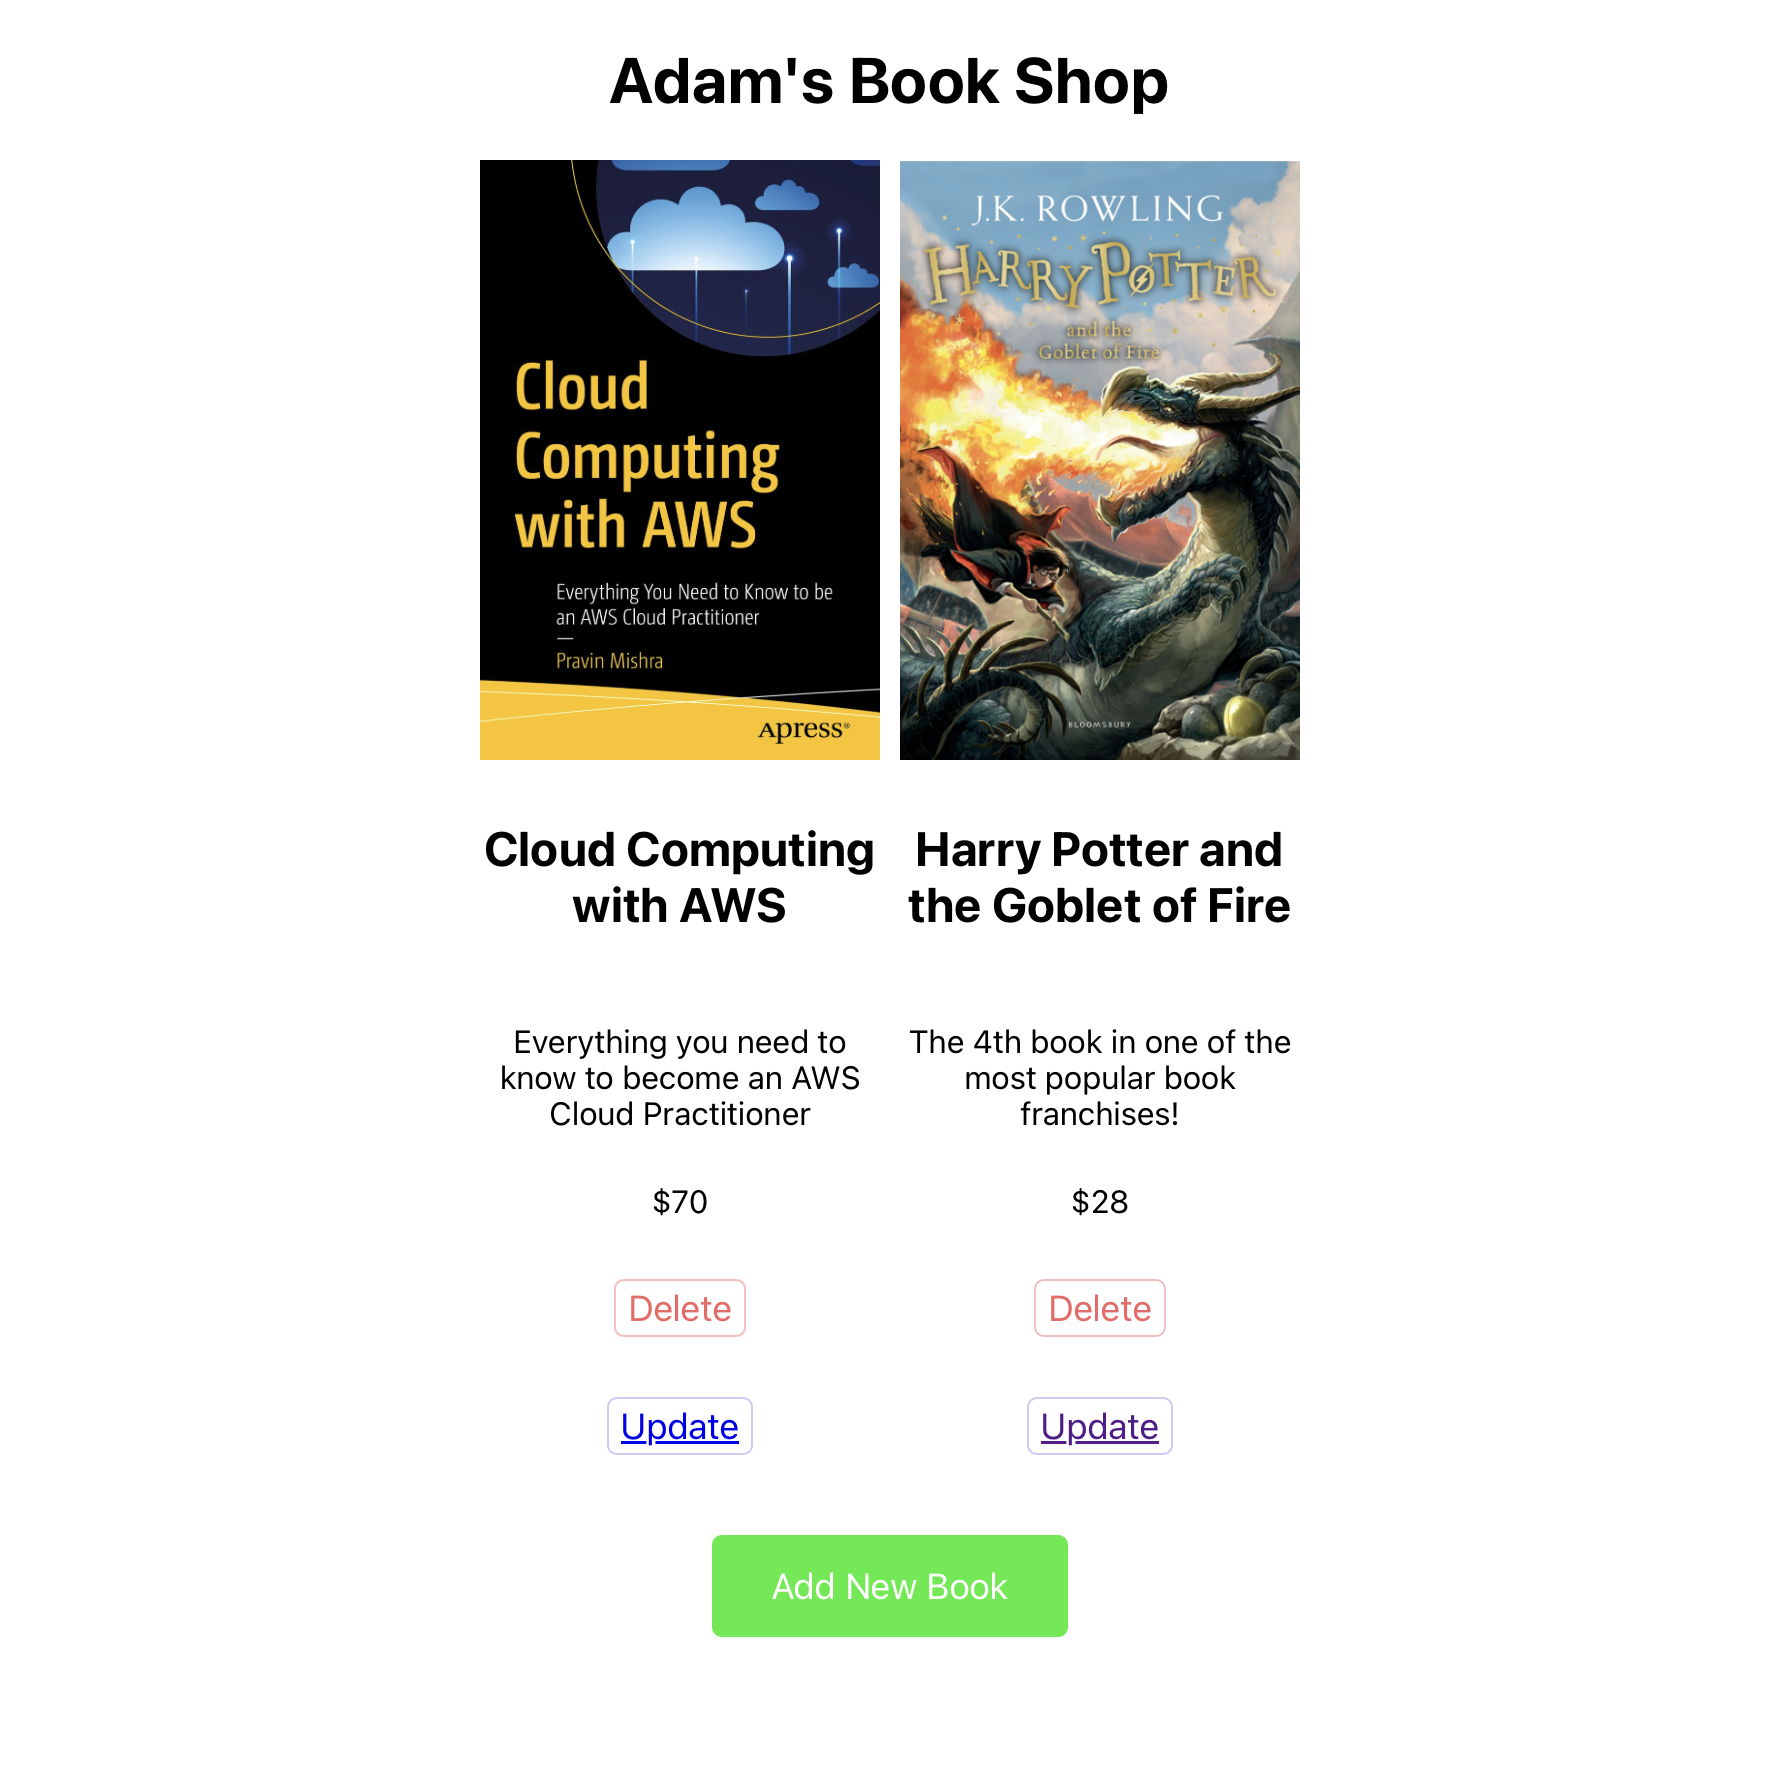 Adam's Book Shop
Cloud
Computing
with AWS
Everything You Need to Know to be
an AWS Cloud Practitioner
—
Pravin Mishra
Apress®
J.K. ROWLING
HARRY POTTER
and the
Goblet of Fire
BLOOMSBURY
Cloud Computing
with AWS
Everything you need to
know to become an AWS
Cloud Practitioner
$70
Delete
Update
Harry Potter and
the Goblet of Fire
The 4th book in one of the
most popular book
franchises!
$28
Delete
Update
Add New Book